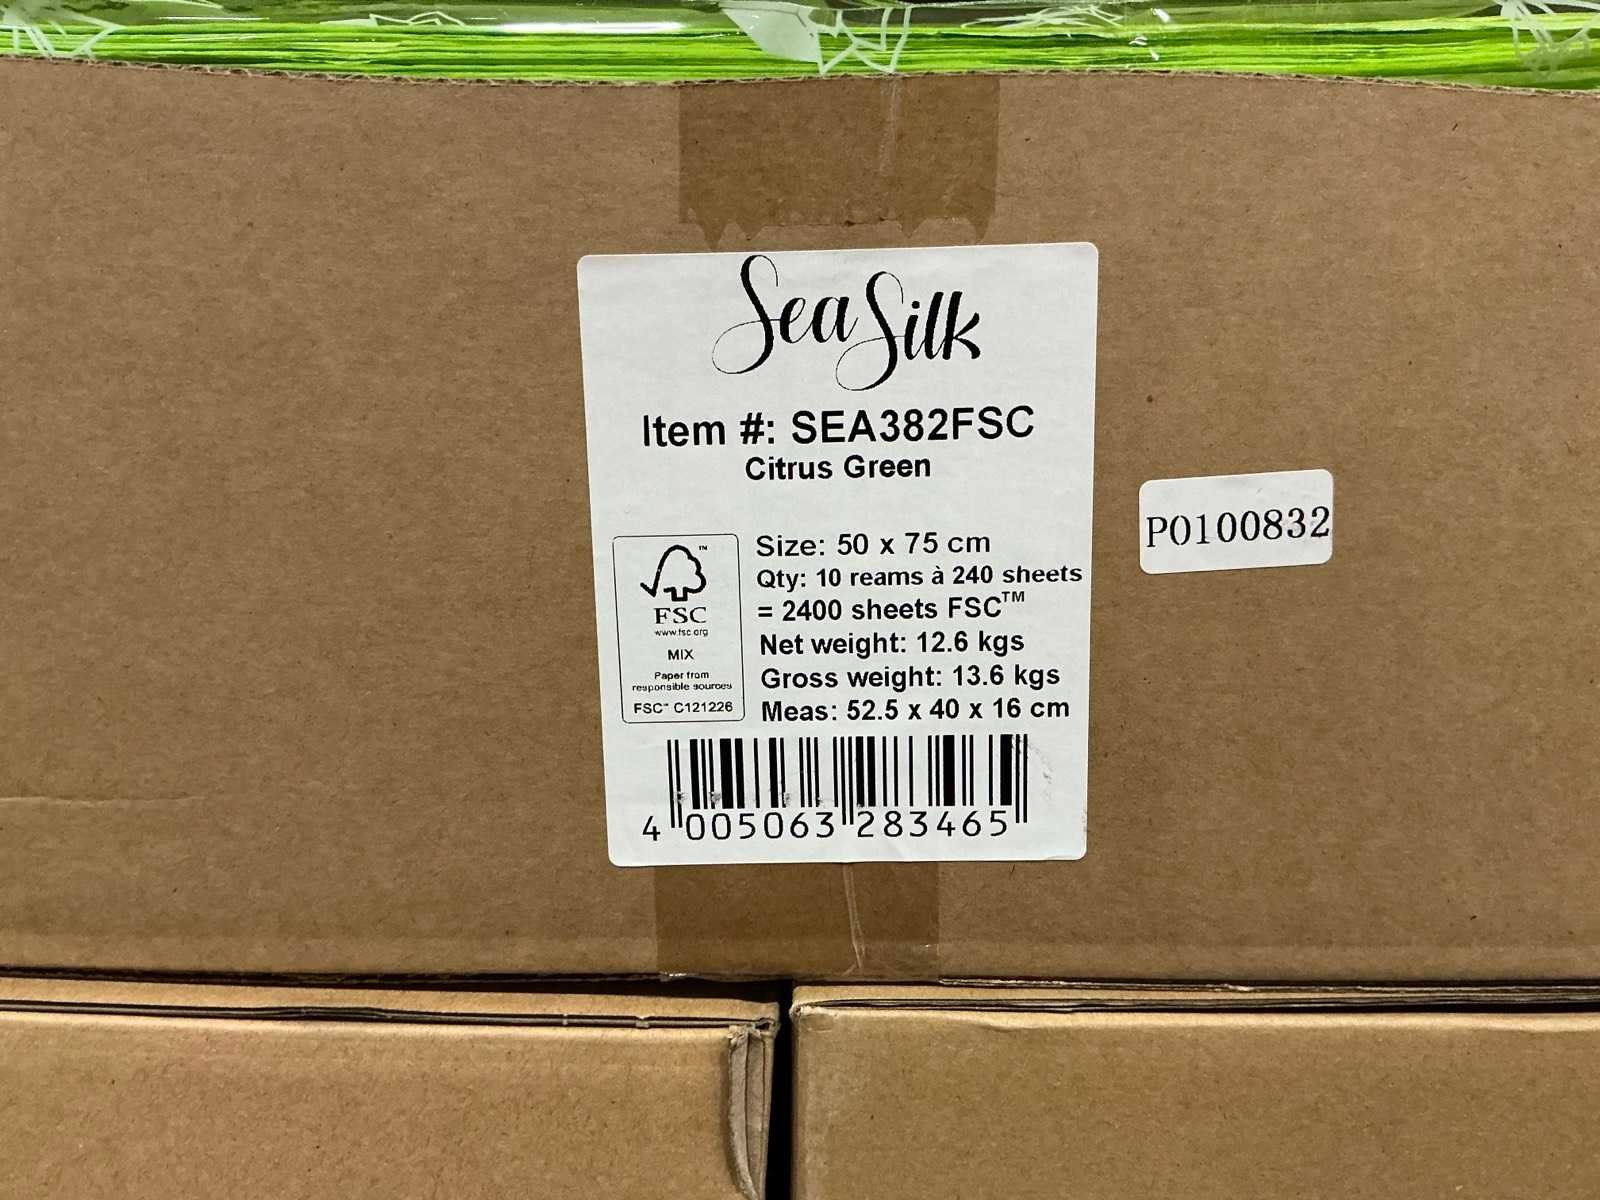 Sea Silk
Item #: SEA382FSC
Citrus Green
Size: 50 x 75 cm
Qty: 10 reams à 240 sheets
= 2400 sheets FSC™
Net weight: 12.6 kgs
Gross weight: 13.6 kgs
Meas: 52.5 x 40 x 16 cm
™
FSC
www.fsc.org
MIX
Paper from
responsible sources
FSC™ C121226
4 005063 283465
P0100832